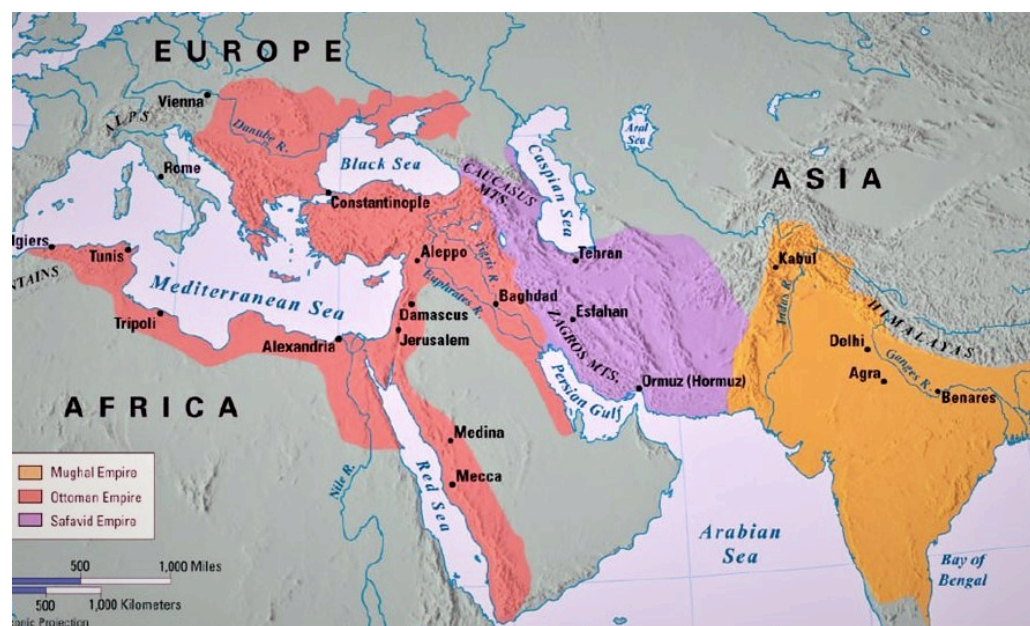 EUROPE
Vienna
ALPS
Danube R.
Rome
Black Sea
Constantinople
CAUCASUS
MTS.
Caspian Sea
Aral
Sea
ASIA
lgiers
Tunis
NTAINS
Mediterranean Sea
Tripoli
Alexandria
Aleppo
Tigris R.
Euphrates R.
Baghdad
Damascus
Jerusalem
Tehran
Esfahan
ZAGROS MTS.
Persian Gulf
Ormuz (Hormuz)
Kabul
Indus R.
HIMALAYAS
Delhi
Agra
Ganges R.
Benares
AFRICA
Medina
Mecca
Nile R.
Red Sea
Arabian
Sea
Bay of
Bengal
Mughal Empire
Ottoman Empire
Safavid Empire
500
1,000 Miles
500
1,000 Kilometers
onic Projection